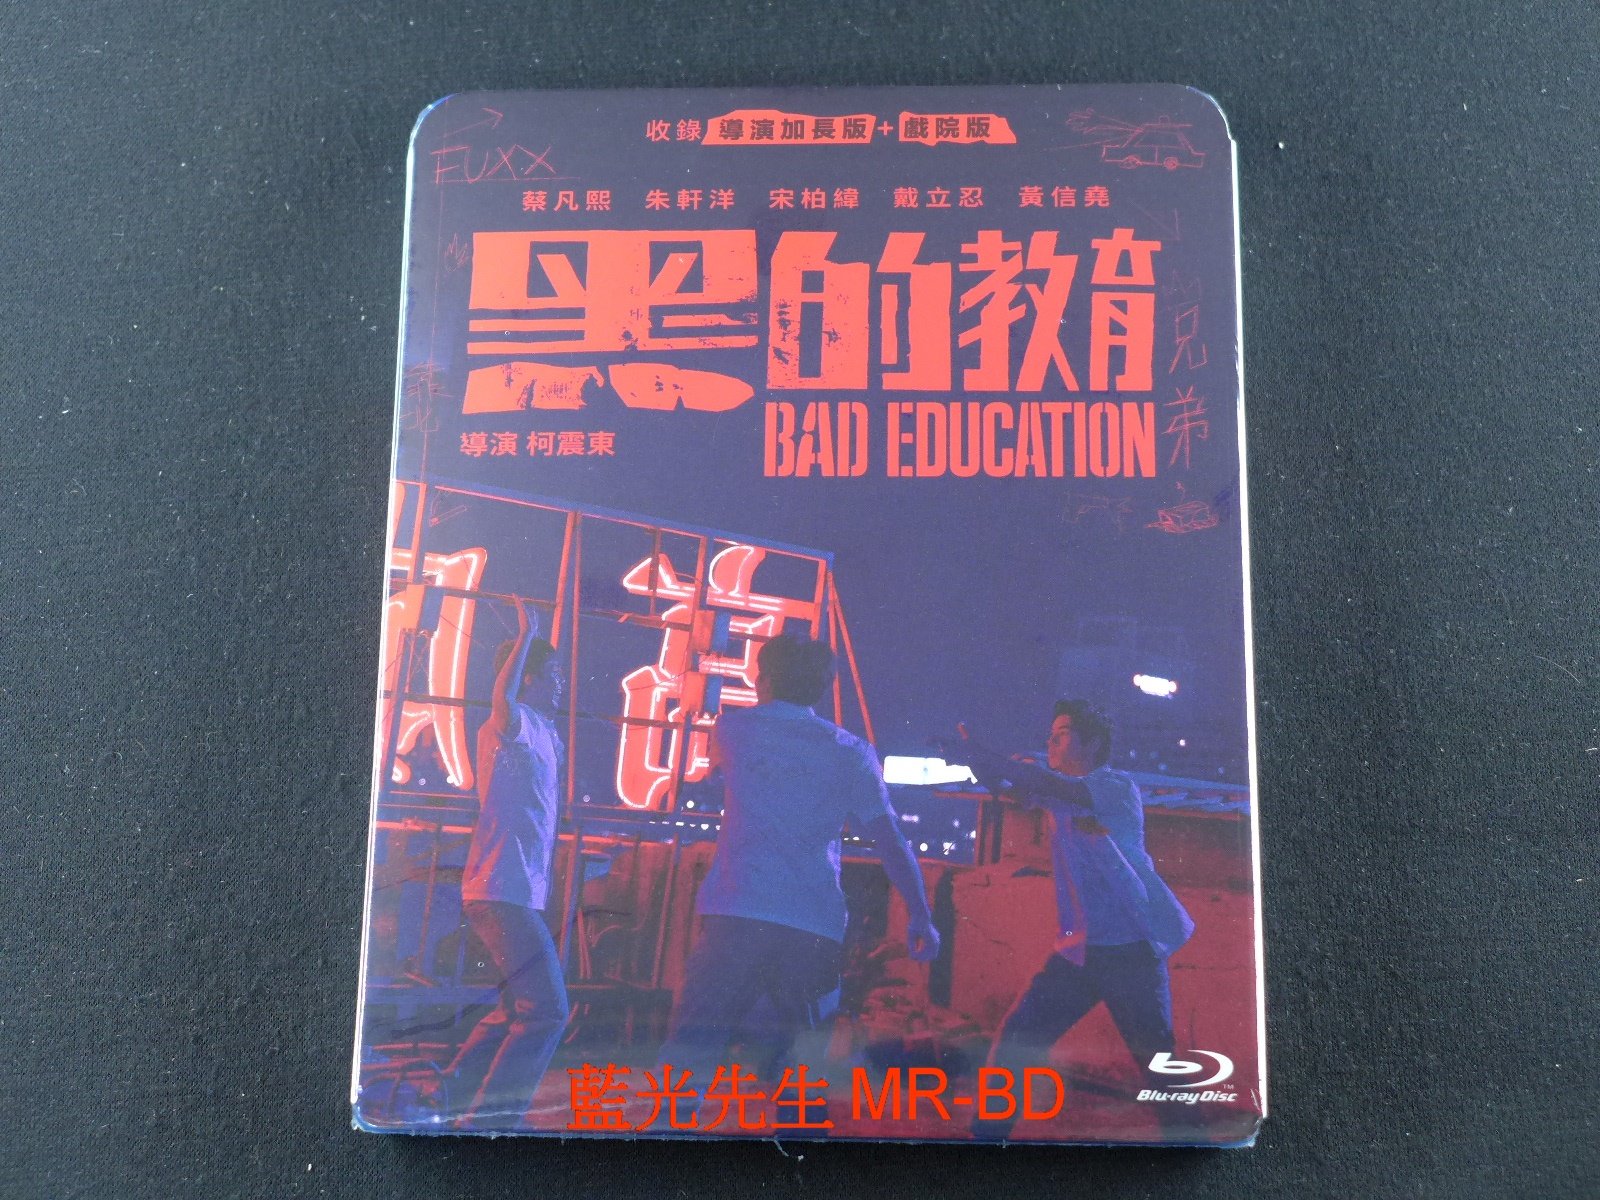 收錄 導演加長版+戲院版
FUXX
蔡凡熙 朱軒洋 宋柏緯 戴立忍 黃信堯
黑的教育
BAD EDUCATION
導演 柯震東
兄弟
Blu-ray Disc™
藍光先生 MR-BD